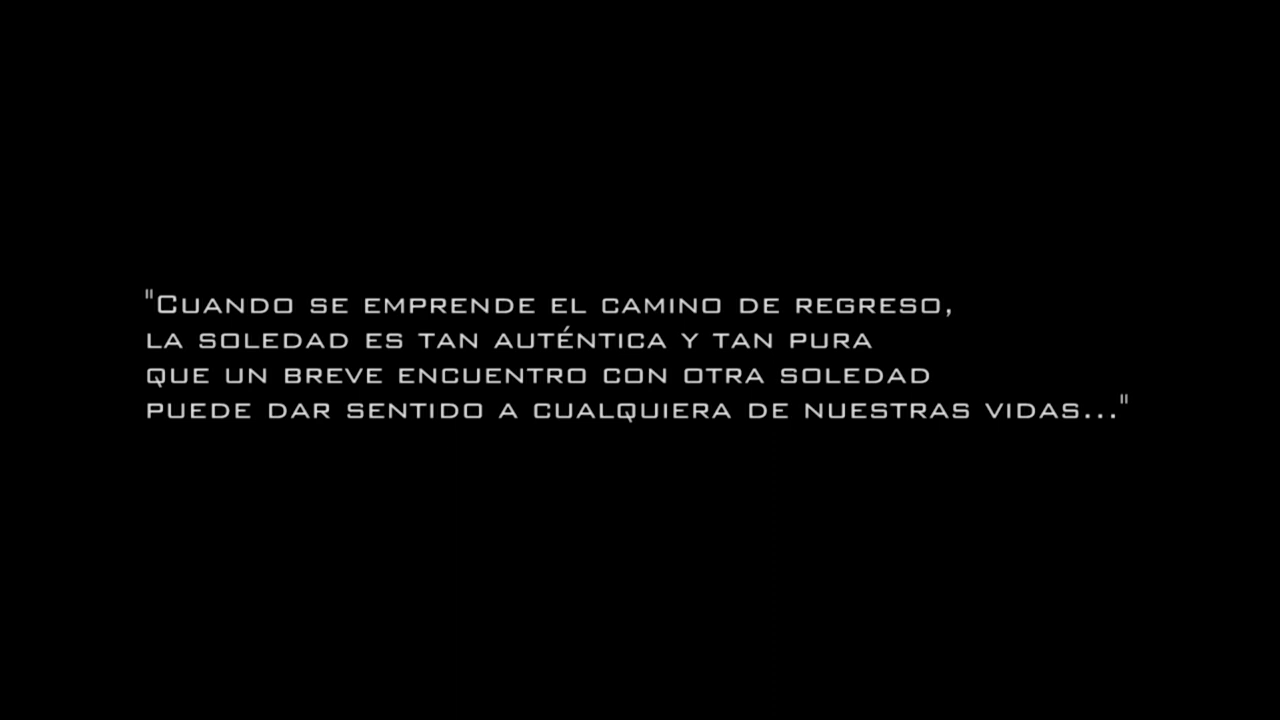 "Cuando se emprende el camino de regreso,
la soledad es tan auténtica y tan pura
que un breve encuentro con otra soledad
puede dar sentido a cualquiera de nuestras vidas..."